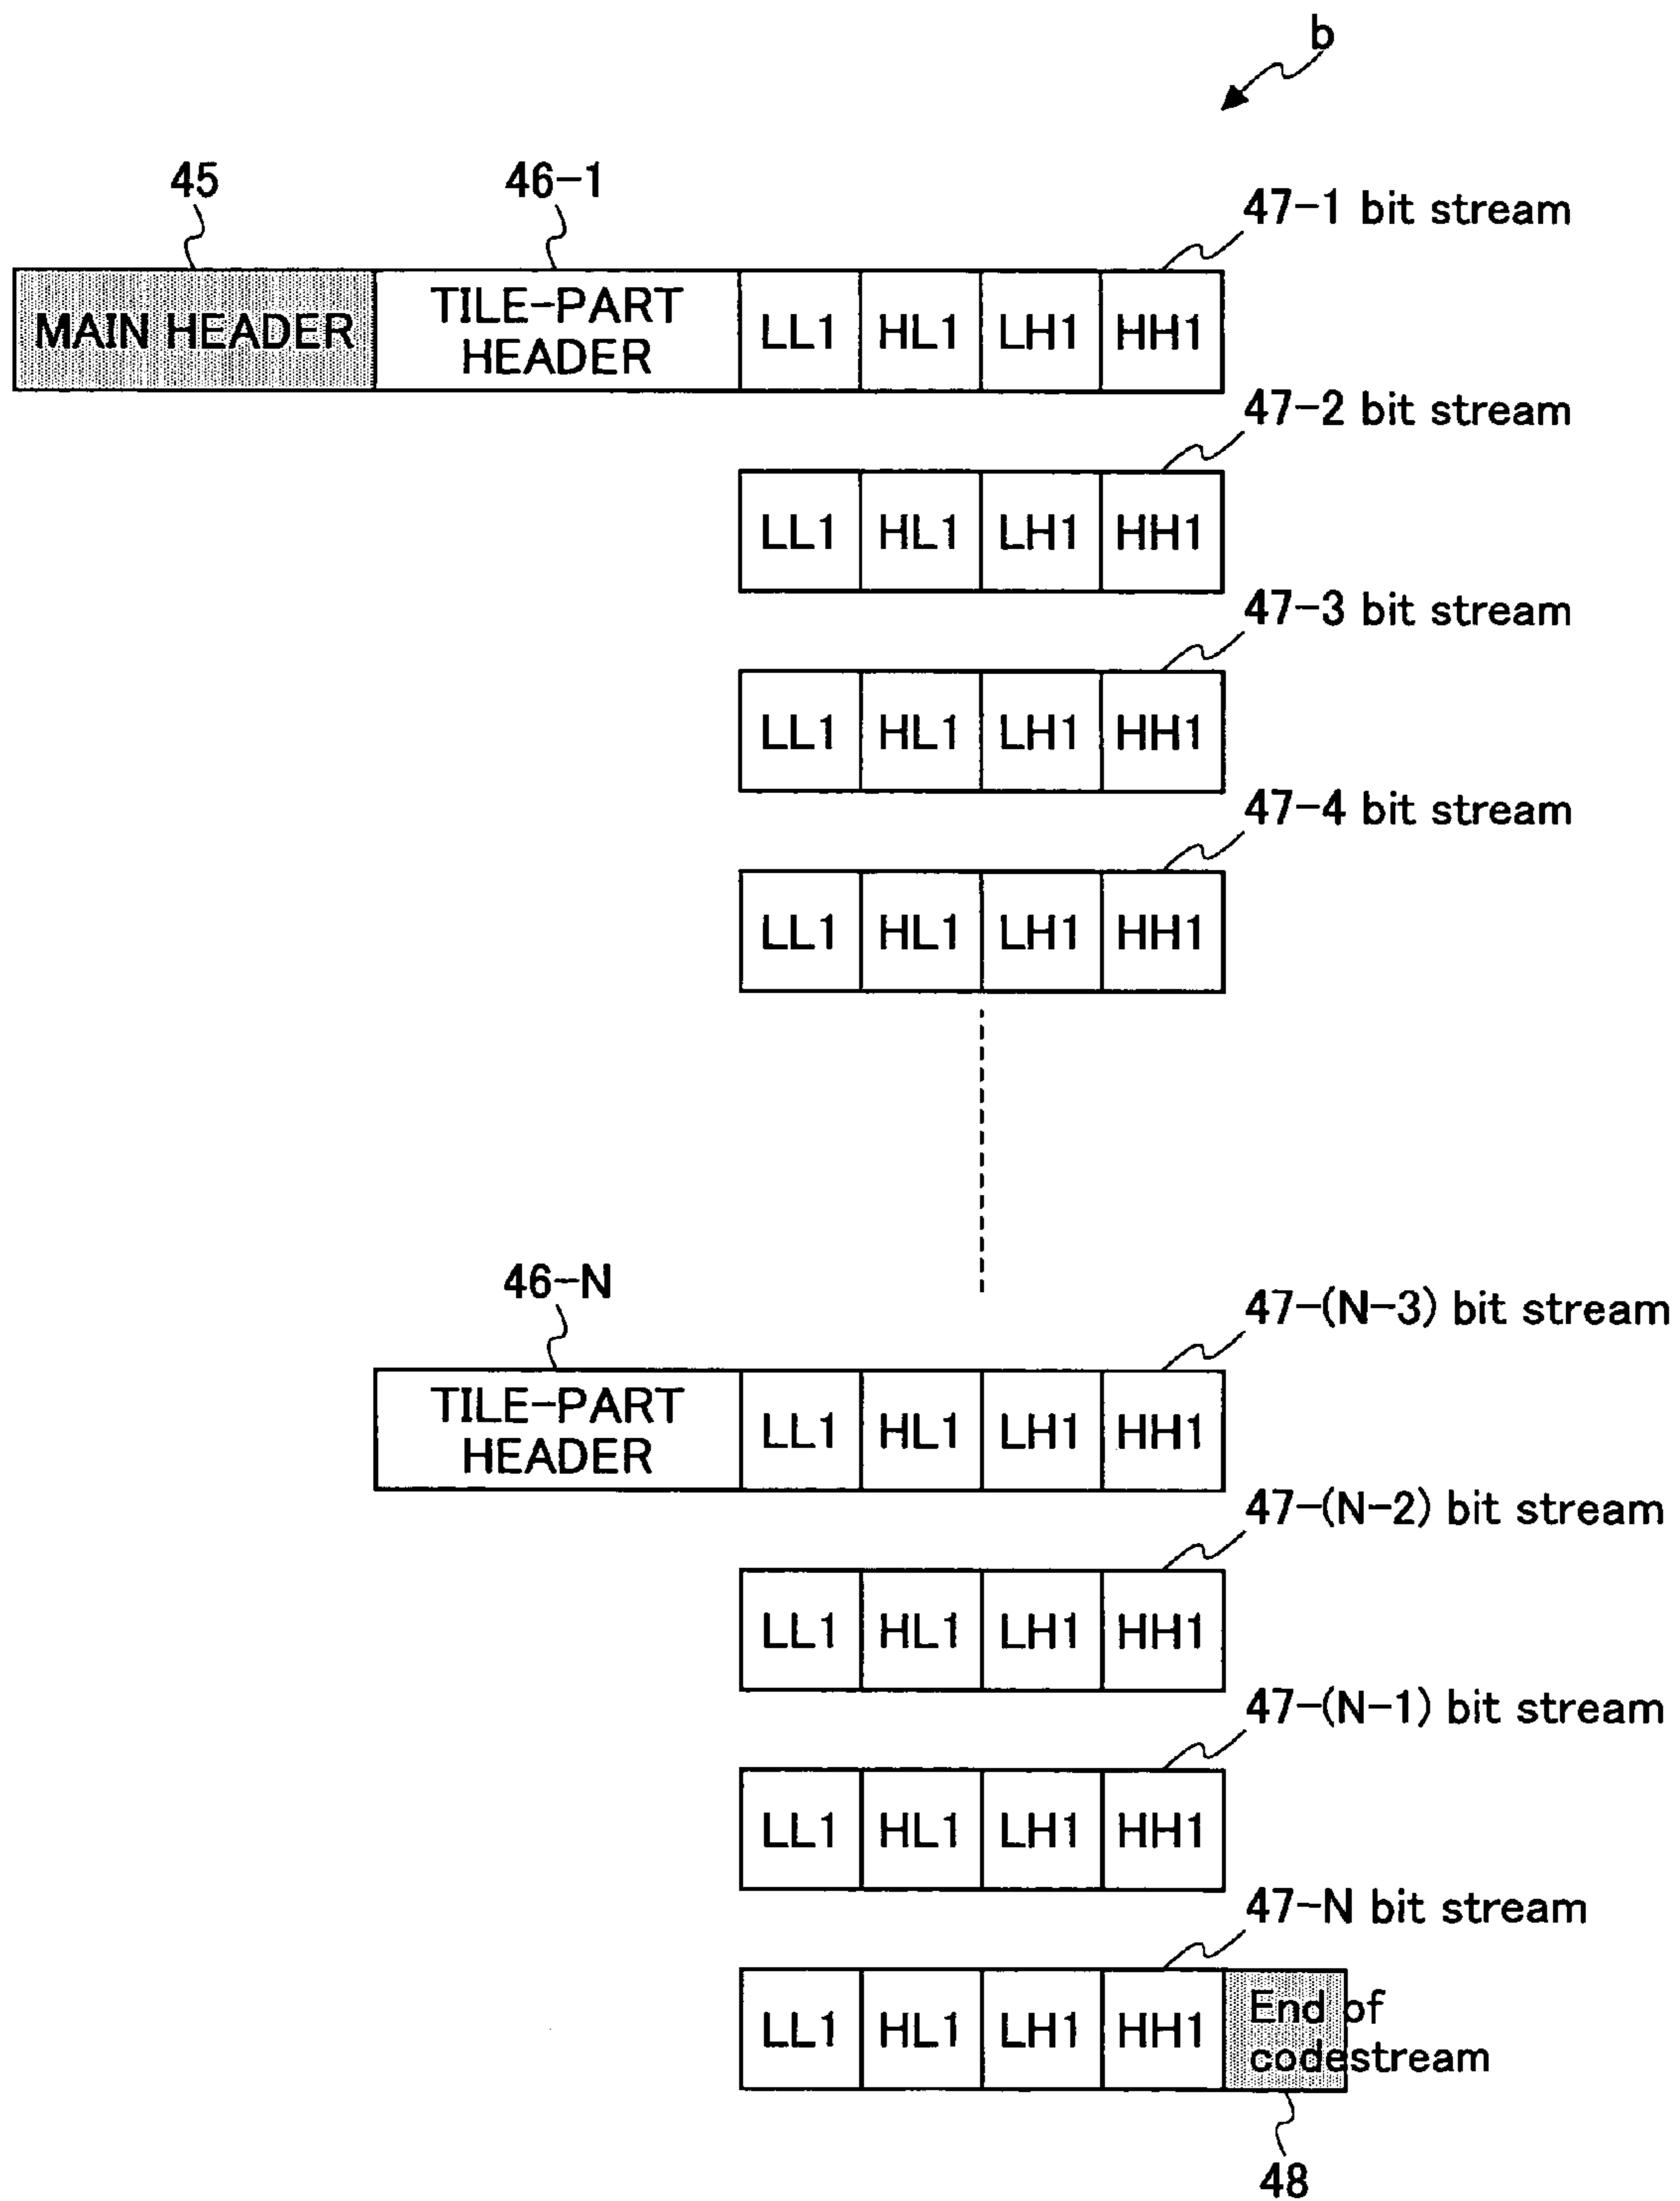 b
45
46-1
47-1 bit stream
MAIN HEADER
TILE-PART
HEADER
LL1 HL1 LH1 HH1
47-2 bit stream
LL1 HL1 LH1 HH1
47-3 bit stream
LL1 HL1 LH1 HH1
47-4 bit stream
LL1 HL1 LH1 HH1
46-N
47-(N-3) bit stream
TILE-PART
HEADER
LL1 HL1 LH1 HH1
47-(N-2) bit stream
LL1 HL1 LH1 HH1
47-(N-1) bit stream
LL1 HL1 LH1 HH1
47-N bit stream
LL1 HL1 LH1 HH1
End of
codestream
48